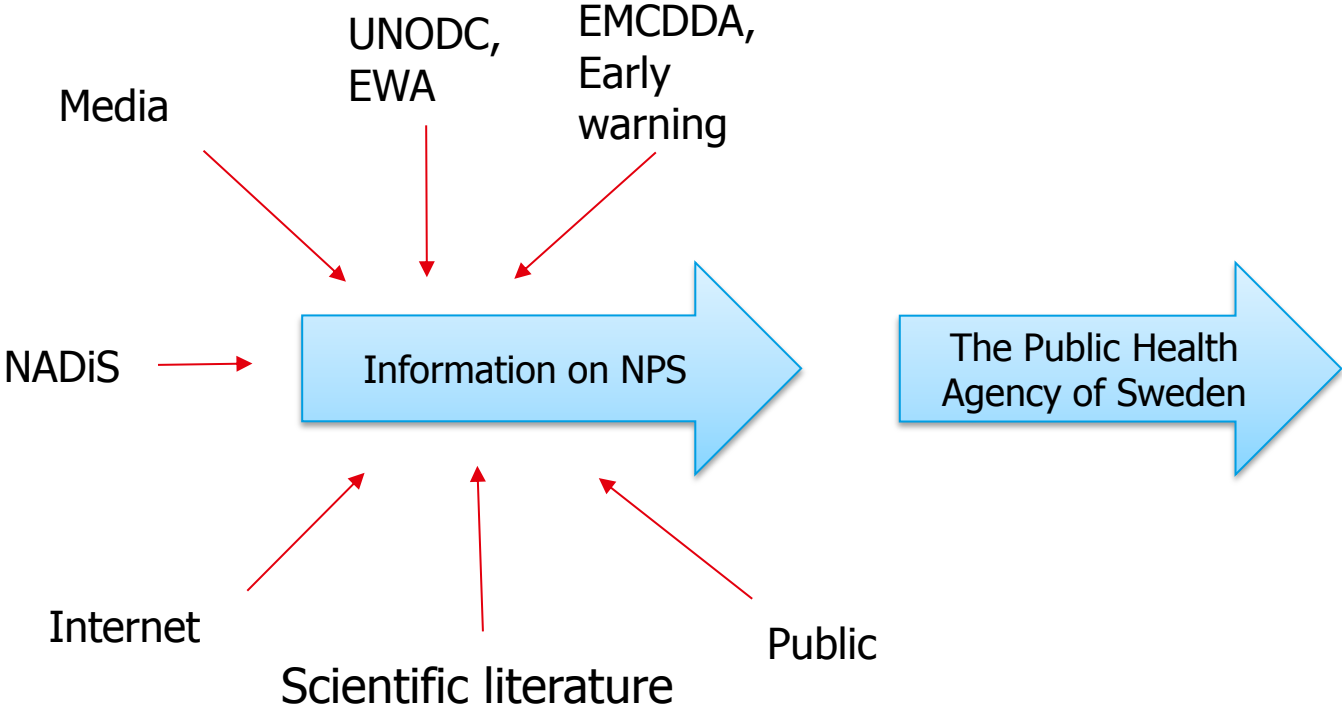 UNODC,
EWA
EMCDDA,
Early
warning
Media
NADiS
Information on NPS
The Public Health
Agency of Sweden
Internet
Scientific literature
Public